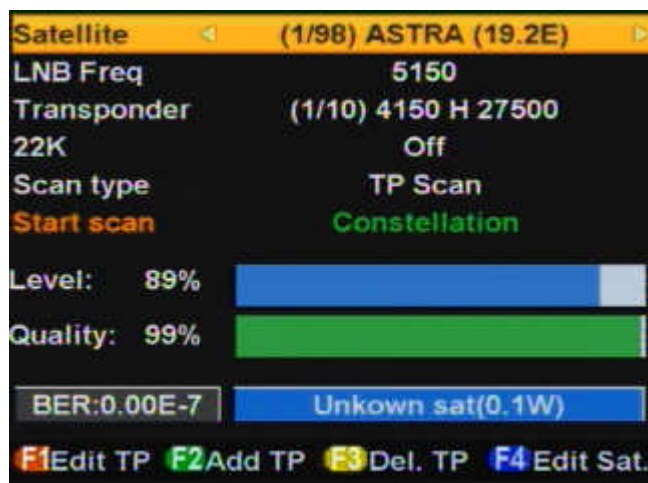 Satellite (1/98) ASTRA (19.2E)
LNB Freq 5150
Transponder (1/10) 4150 H 27500
22K Off
Scan type TP Scan
Start scan Constellation
Level: 89%
Quality: 99%
BER:0.00E-7 Unkown sat(0.1W)
F1Edit TP F2Add TP F3Del. TP F4Edit Sat.